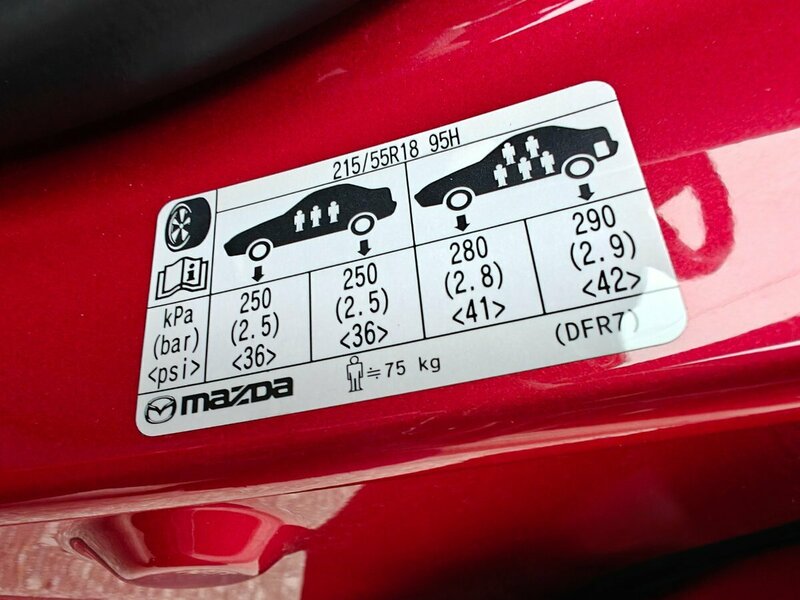 215/55R18 95H
kPa
(bar)
<psi>
250
(2.5)
<36>
250
(2.5)
<36>
280
(2.8)
<41>
290
(2.9)
<42>
mazda
≒75 kg
(DFR7)